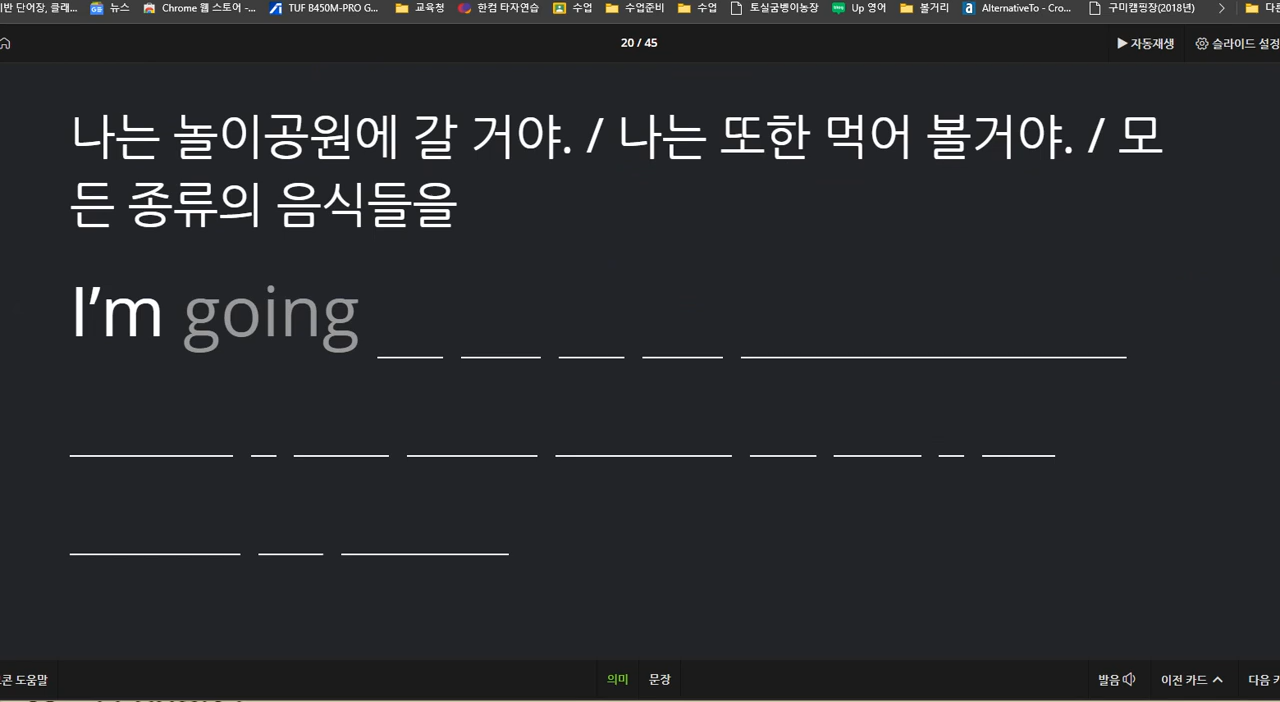 반 단어장, 클래... 뉴스 Chrome 웹 스토어 -... TUF B450M-PRO G... 교육청 한컴 타자연습 수업 수업준비 수업 토실굼벵이농장 Up 영어 볼거리 AlternativeTo - Cro... 구미캠핑장(2018년)
20 / 45 자동재생 슬라이드 설정
나는 놀이공원에 갈 거야. / 나는 또한 먹어 볼거야. / 모
든 종류의 음식들을
I’m going
도움말 의미 문장 발음 이전 카드 다음